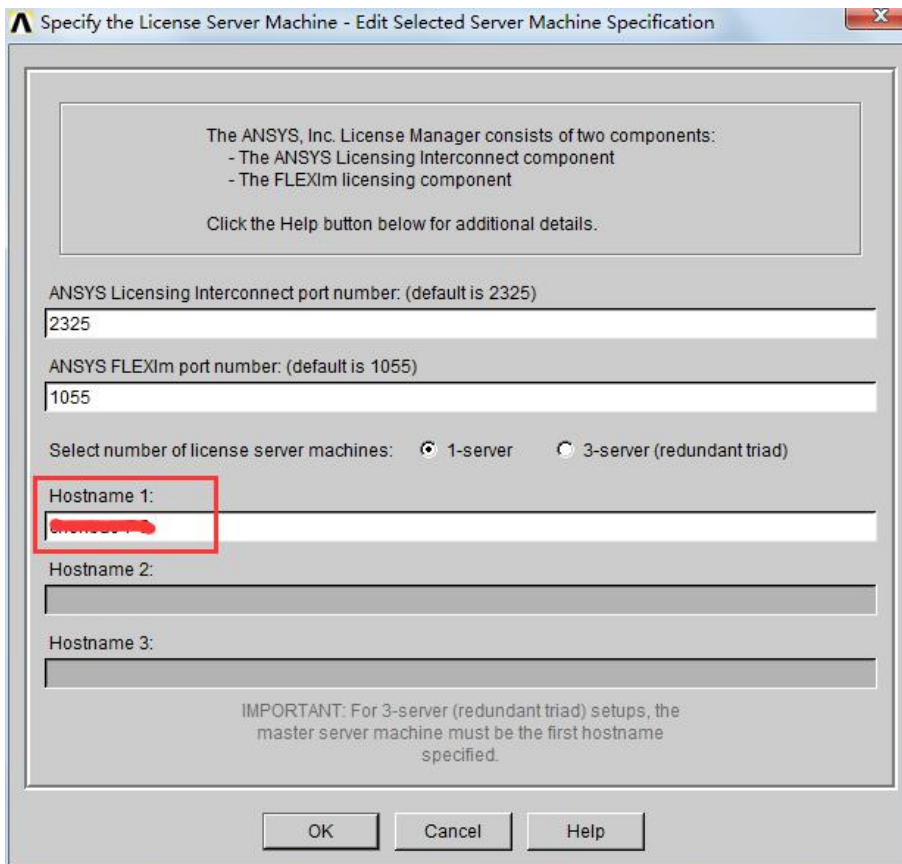 Specify the License Server Machine - Edit Selected Server Machine Specification
The ANSYS, Inc. License Manager consists of two components:
- The ANSYS Licensing Interconnect component
- The FLEXlm licensing component
Click the Help button below for additional details.
ANSYS Licensing Interconnect port number: (default is 2325)
2325
ANSYS FLEXlm port number: (default is 1055)
1055
Select number of license server machines: 1-server 3-server (redundant triad)
Hostname 1:
Hostname 2:
Hostname 3:
IMPORTANT: For 3-server (redundant triad) setups, the
master server machine must be the first hostname
specified.
OK Cancel Help